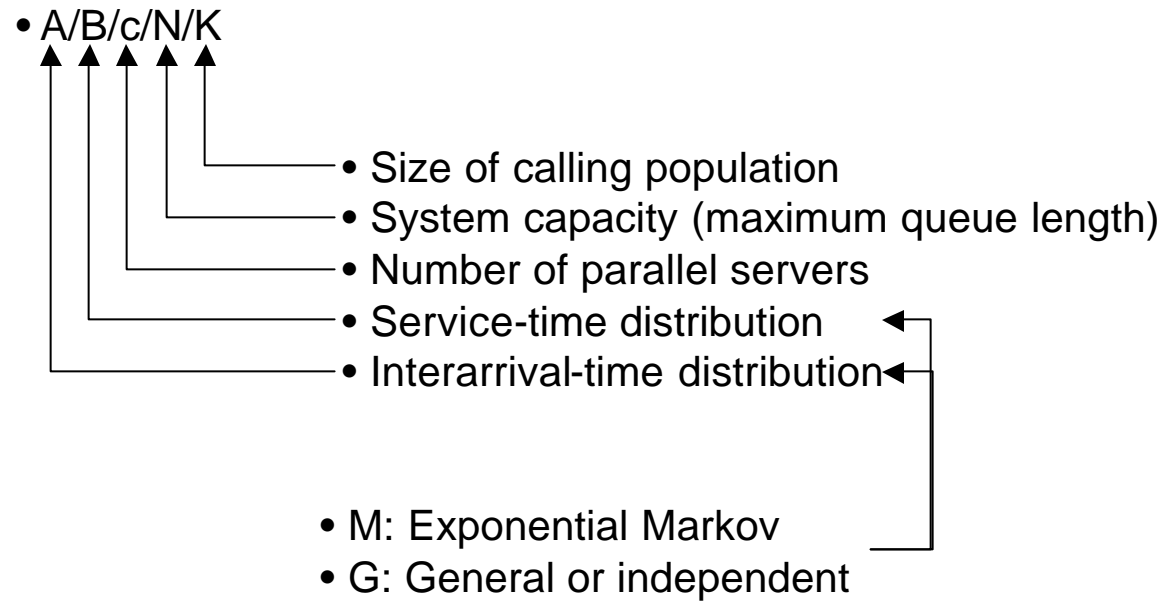 • A/B/c/N/K
• Size of calling population
• System capacity (maximum queue length)
• Number of parallel servers
• Service-time distribution
• Interarrival-time distribution
• M: Exponential Markov
• G: General or independent